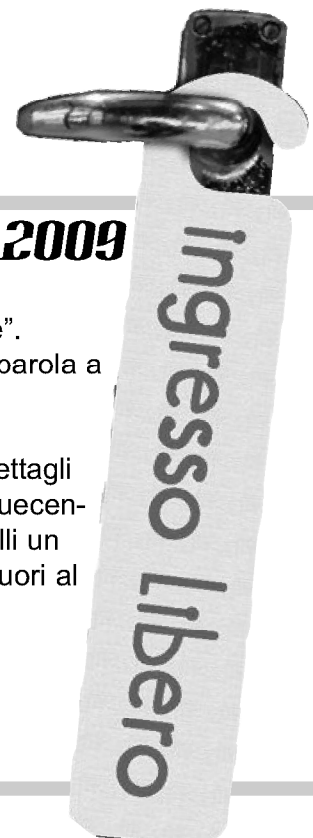 2009
e”.
parola a
ettagli
uecen-
lli un
uori al
Ingresso libero